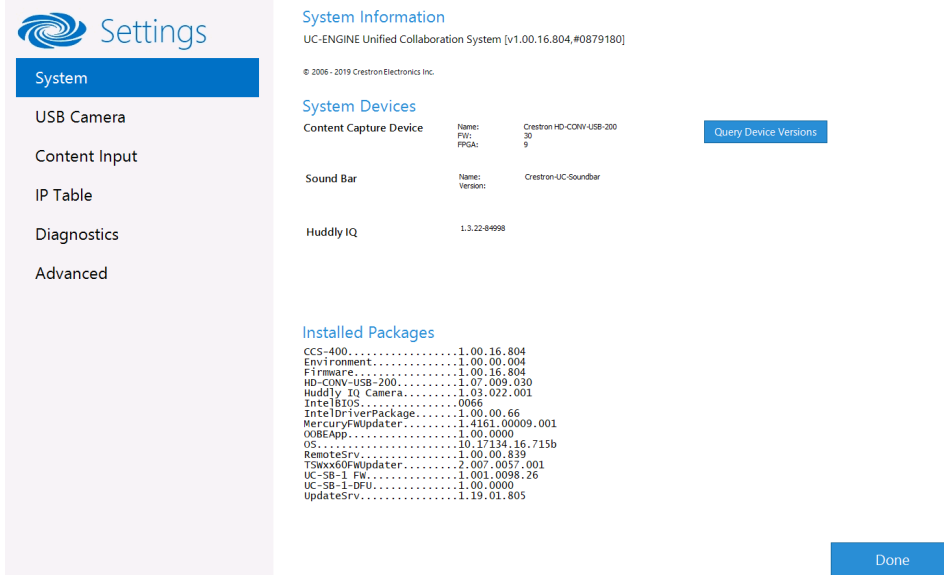 Settings
System
USB Camera
Content Input
IP Table
Diagnostics
Advanced
System Information
UC-ENGINE Unified Collaboration System [v1.00.16.804,#0879180]
© 2006 - 2019 Crestron Electronics Inc.
System Devices
Content Capture Device Name: Crestron HD-CONV-USB-200
FW: 30
FPGA: 9
Query Device Versions
Sound Bar Name: Crestron-UC-Soundbar
Version:
Huddly IQ 1.3.22-84998
Installed Packages
CCS-400..................1.00.16.804
Environment..............1.00.00.004
Firmware.................1.00.16.804
HD-CONV-USB-200..........1.07.009.030
Huddly IQ Camera.........1.03.022.001
IntelBIOS................0066
IntelDriverPackage.......1.00.00.66
MercuryFWUpdater.........1.4161.00009.001
OOBEApp..................1.00.0000
OS.......................10.17134.16.715b
RemoteSrv................1.00.00.839
TSWxx60FWUpdater.........2.007.0057.001
UC-SB-1 FW...............1.001.0098.26
UC-SB-1-DFU..............1.00.0000
UpdateSrv................1.19.01.805
Done